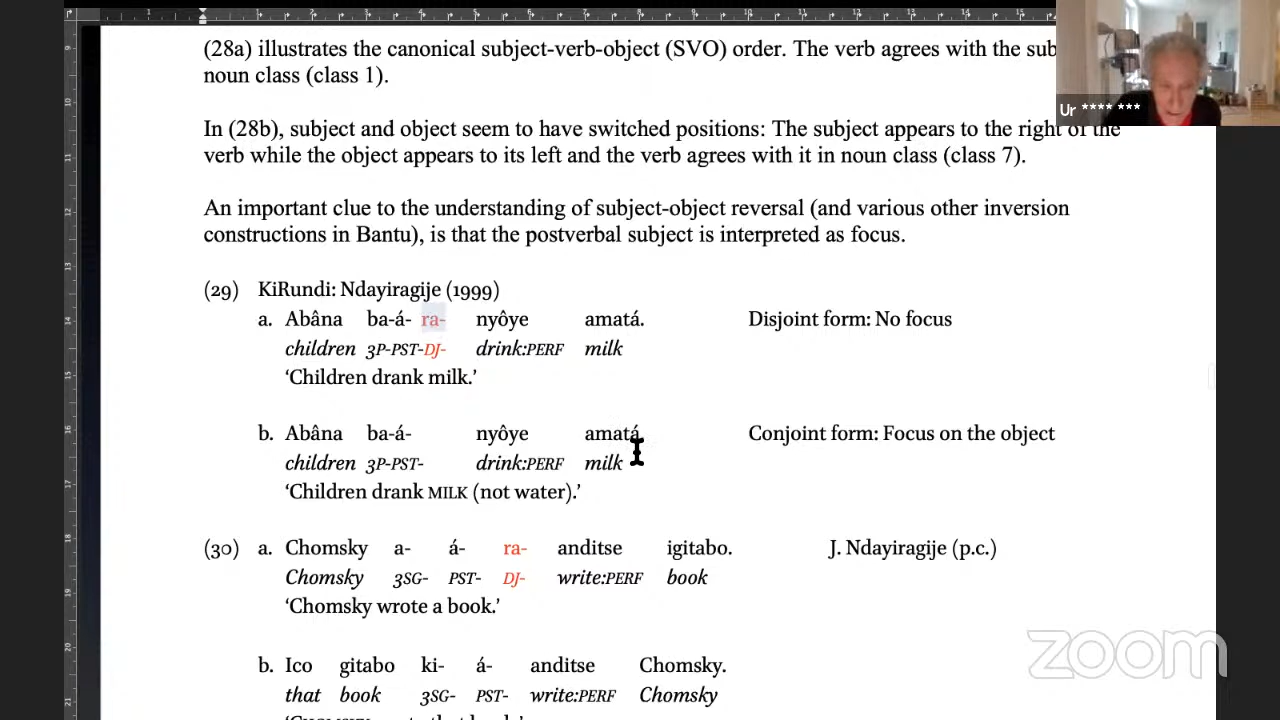 (28a) illustrates the canonical subject-verb-object (SVO) order. The verb agrees with the
noun class (class 1).
In (28b), subject and object seem to have switched positions: The subject appears to the right of the
verb while the object appears to its left and the verb agrees with it in noun class (class 7).
An important clue to the understanding of subject-object reversal (and various other inversion
constructions in Bantu), is that the postverbal subject is interpreted as focus.
(29) KiRundi: Ndayiragije (1999)
a. Abâna ba-á- ra- nyôye amatá. Disjoint form: No focus
children 3P-PST-DJ- drink:PERF milk
‘Children drank milk.’
b. Abâna ba-á- nyôye amatá Conjoint form: Focus on the object
children 3P-PST- drink:PERF milk
‘Children drank MILK (not water).’
(30) a. Chomsky a- á- ra- anditse igitabo. J. Ndayiragije (p.c.)
Chomsky 3SG- PST- DJ- write:PERF book
‘Chomsky wrote a book.’
b. Ico gitabo ki- á- anditse Chomsky.
that book 3SG- PST- write:PERF Chomsky
Ur **** ***
zoom